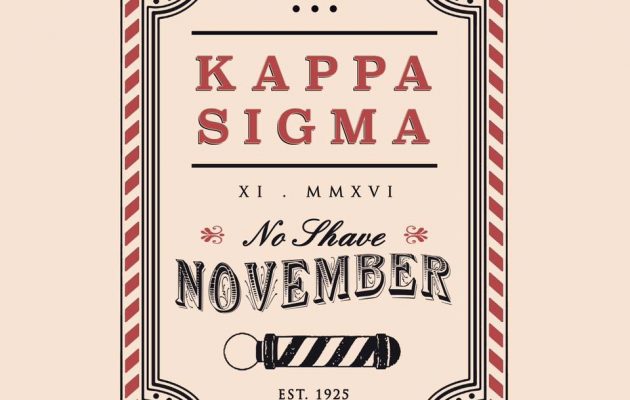 KAPPA
SIGMA
XI . MMXVI
No Shave
NOVEMBER
EST. 1925